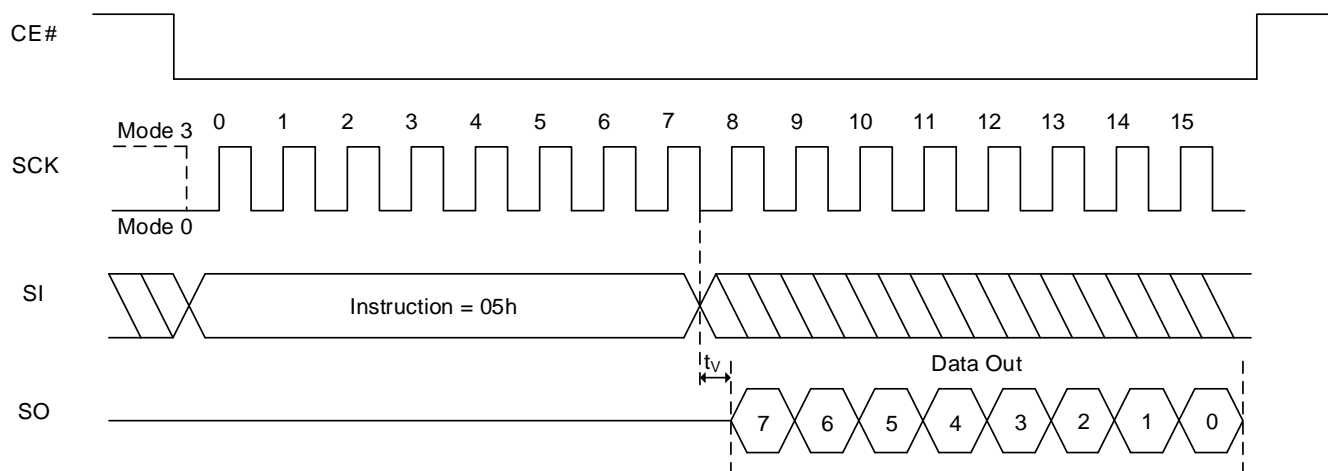 CE#
0 1 2 3 4 5 6 7 8 9 10 11 12 13 14 15
Mode 3
SCK
Mode 0
SI
Instruction = 05h
tV
Data Out
SO
7 6 5 4 3 2 1 0